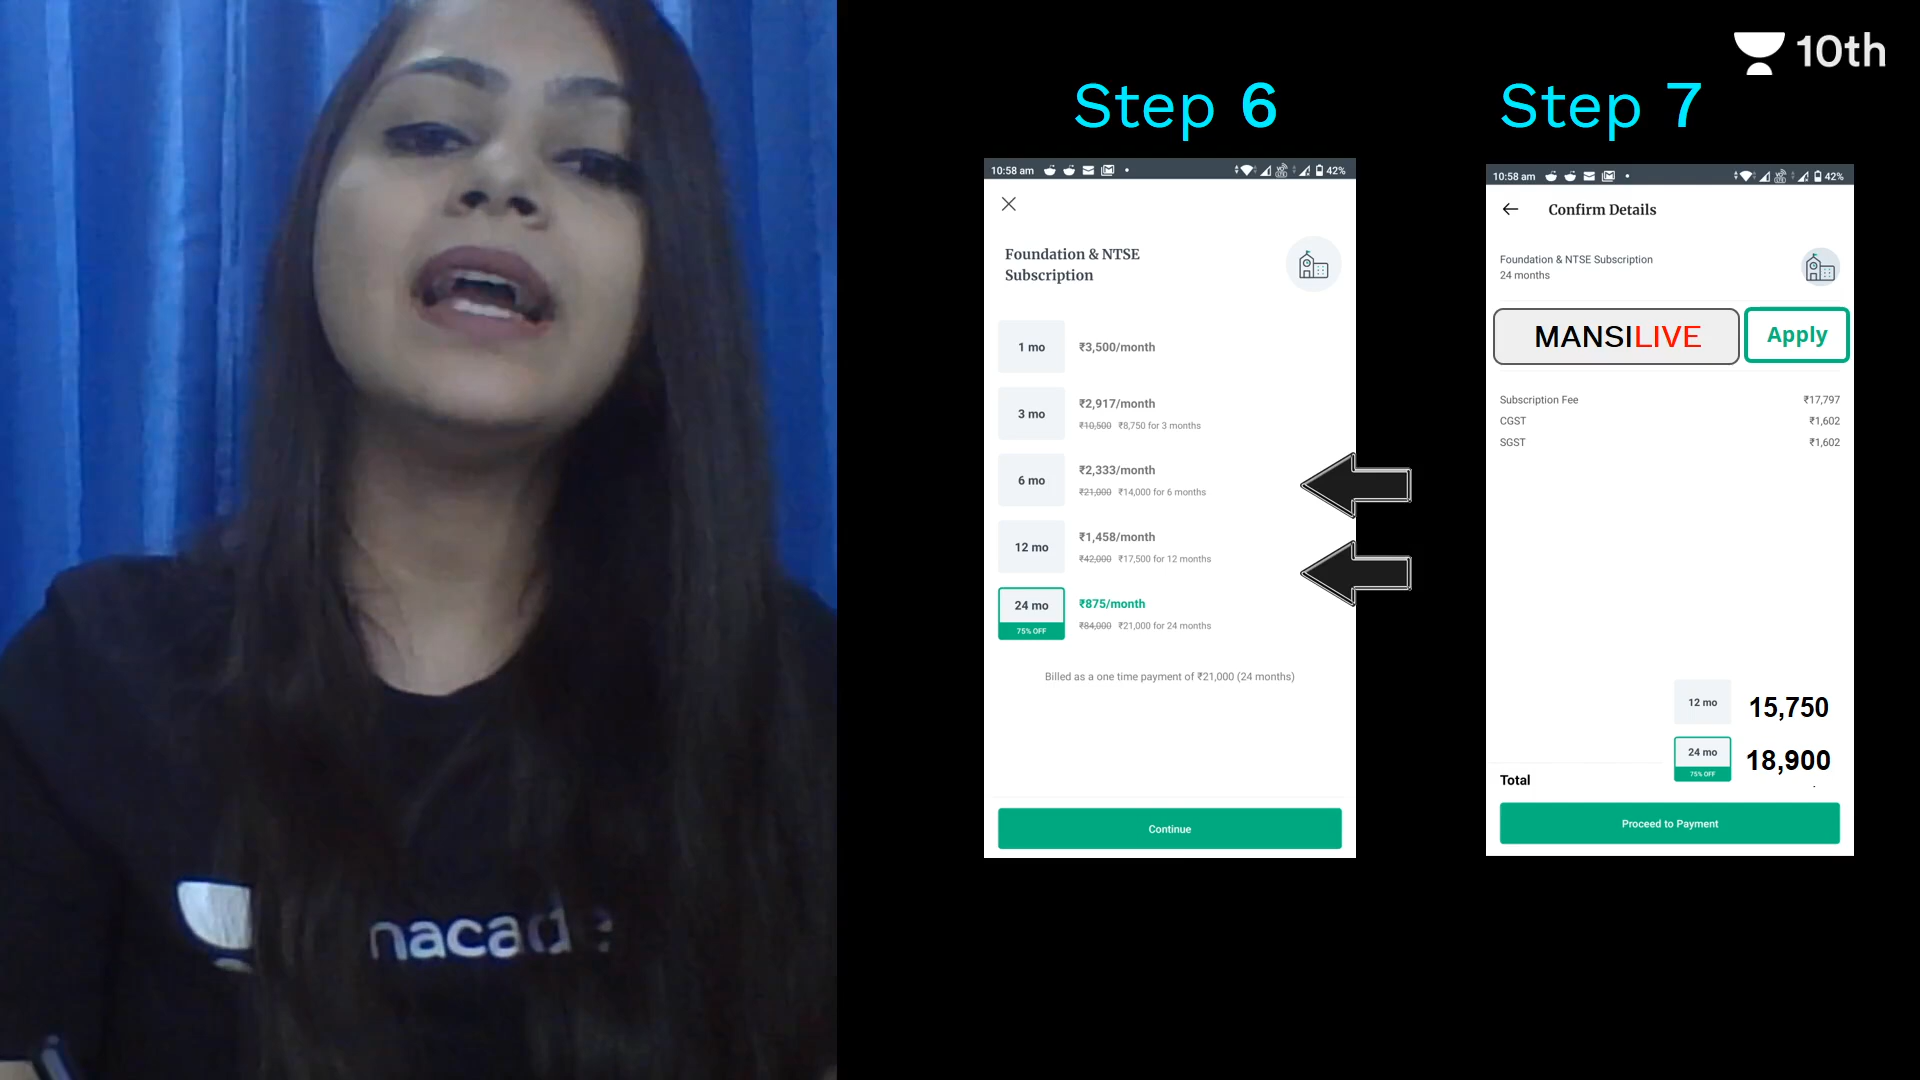 10th
Step 6
Step 7
10:58 am
42%
Foundation & NTSE
Subscription
1 mo
₹3,500/month
3 mo
₹2,917/month
₹10,500 ₹8,750 for 3 months
6 mo
₹2,333/month
₹21,000 ₹14,000 for 6 months
12 mo
₹1,458/month
₹42,000 ₹17,500 for 12 months
24 mo
75% OFF
₹875/month
₹84,000 ₹21,000 for 24 months
Billed as a one time payment of ₹21,000 (24 months)
Continue
10:58 am
42%
Confirm Details
Foundation & NTSE Subscription
24 months
MANSILIVE
Apply
Subscription Fee ₹17,797
CGST ₹1,602
SGST ₹1,602
12 mo 15,750
24 mo 18,900
75% OFF
Total
Proceed to Payment